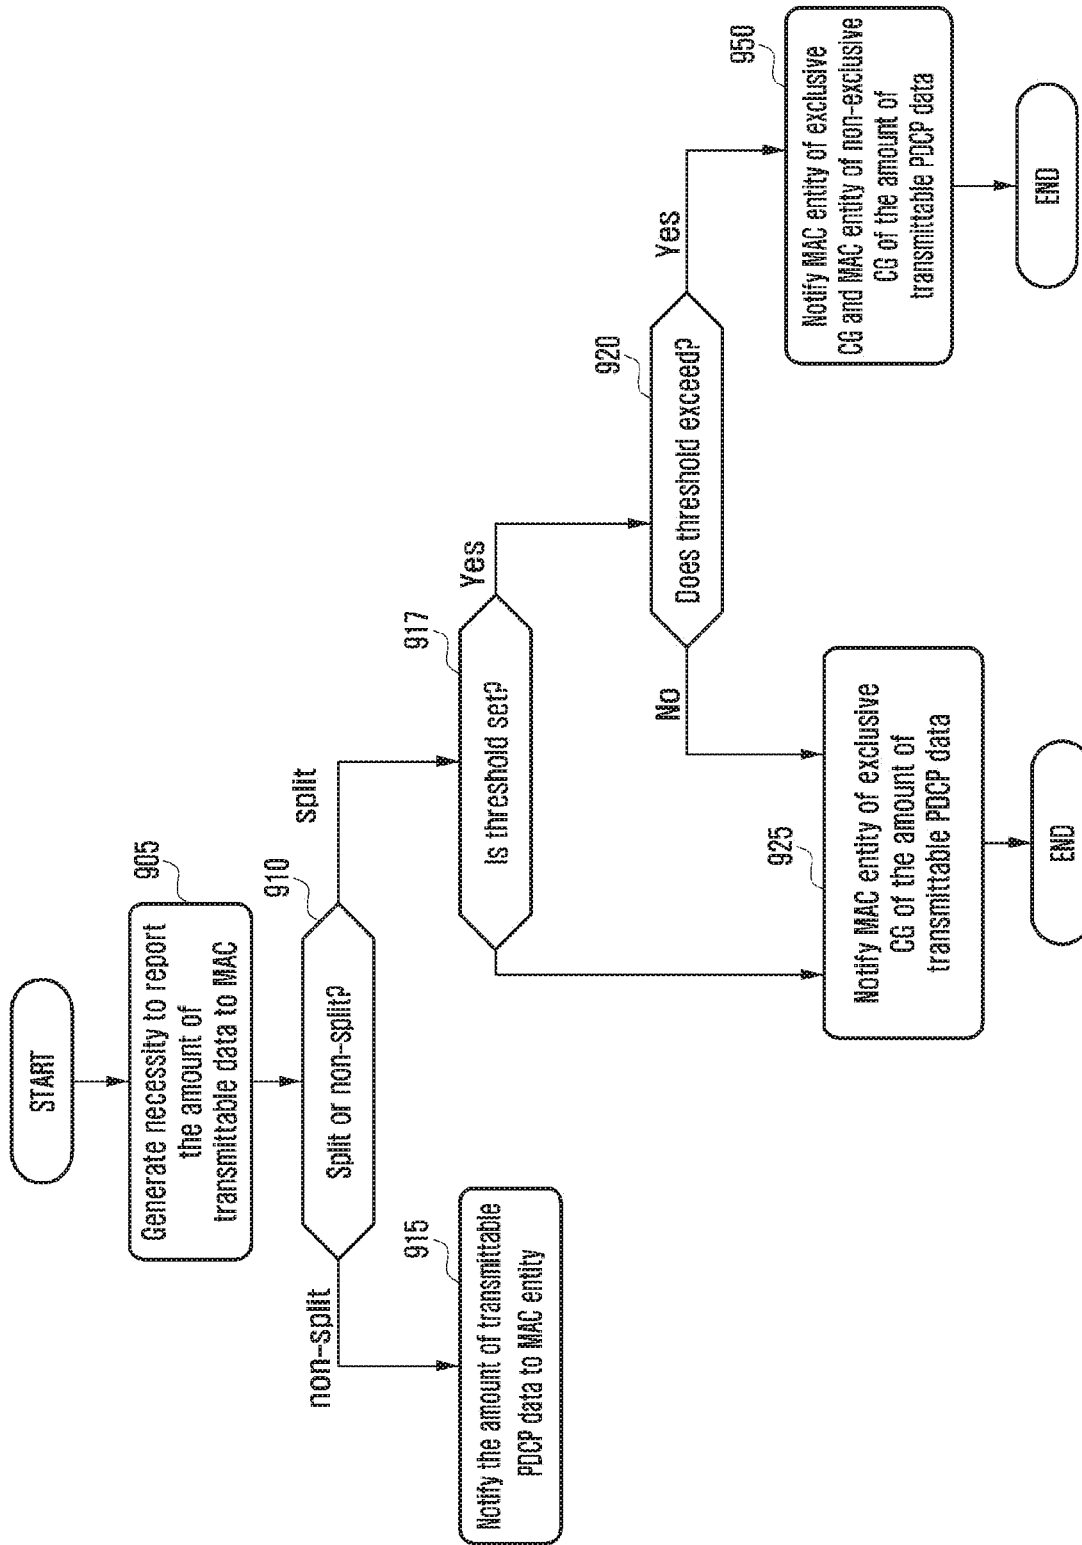 START
905
Generate necessity to report
the amount of
transmittable data to MAC
910
Split or non-split?
non-split
split
915
Notify the amount of transmittable
PDCP data to MAC entity
917
Is threshold set?
Yes
920
Does threshold exceed?
No
Yes
925
Notify MAC entity of exclusive
CG of the amount of
transmittable PDCP data
END
950
Notify MAC entity of exclusive
CG and MAC entity of non-exclusive
CG of the amount of
transmittable PDCP data
END